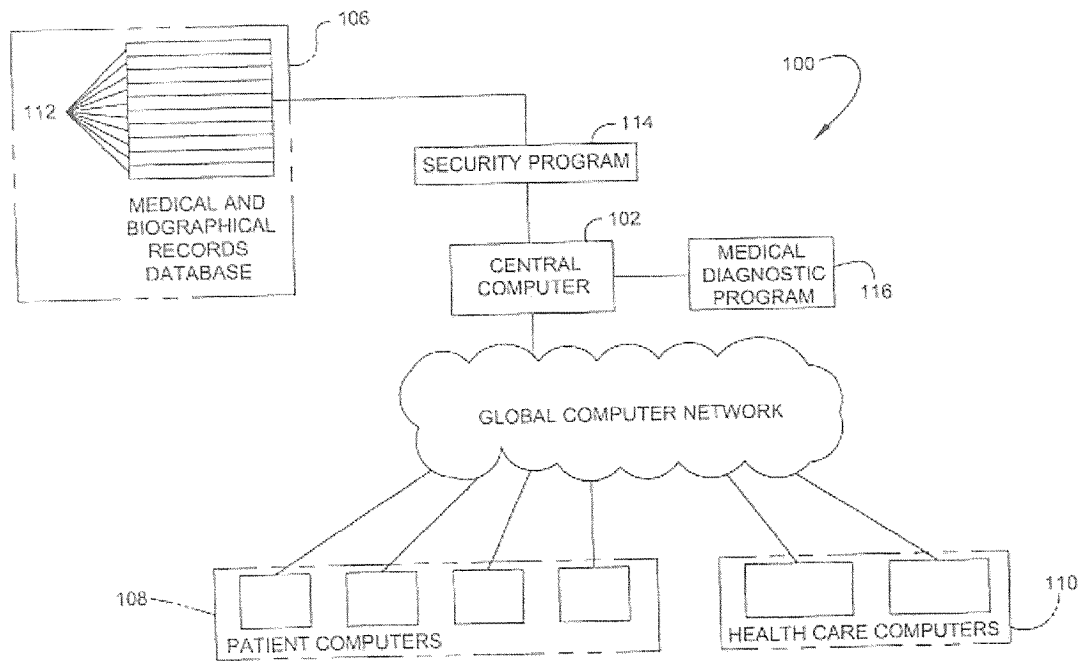 106
100
112
114
SECURITY PROGRAM
MEDICAL AND
BIOGRAPHICAL
RECORDS
DATABASE
102
CENTRAL
COMPUTER
MEDICAL
DIAGNOSTIC
PROGRAM
116
GLOBAL COMPUTER NETWORK
108
PATIENT COMPUTERS
110
HEALTH CARE COMPUTERS